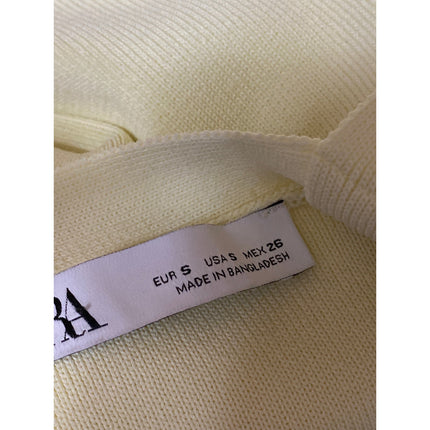 RA
EUR S USA S MEX 26
MADE IN BANGLADESH